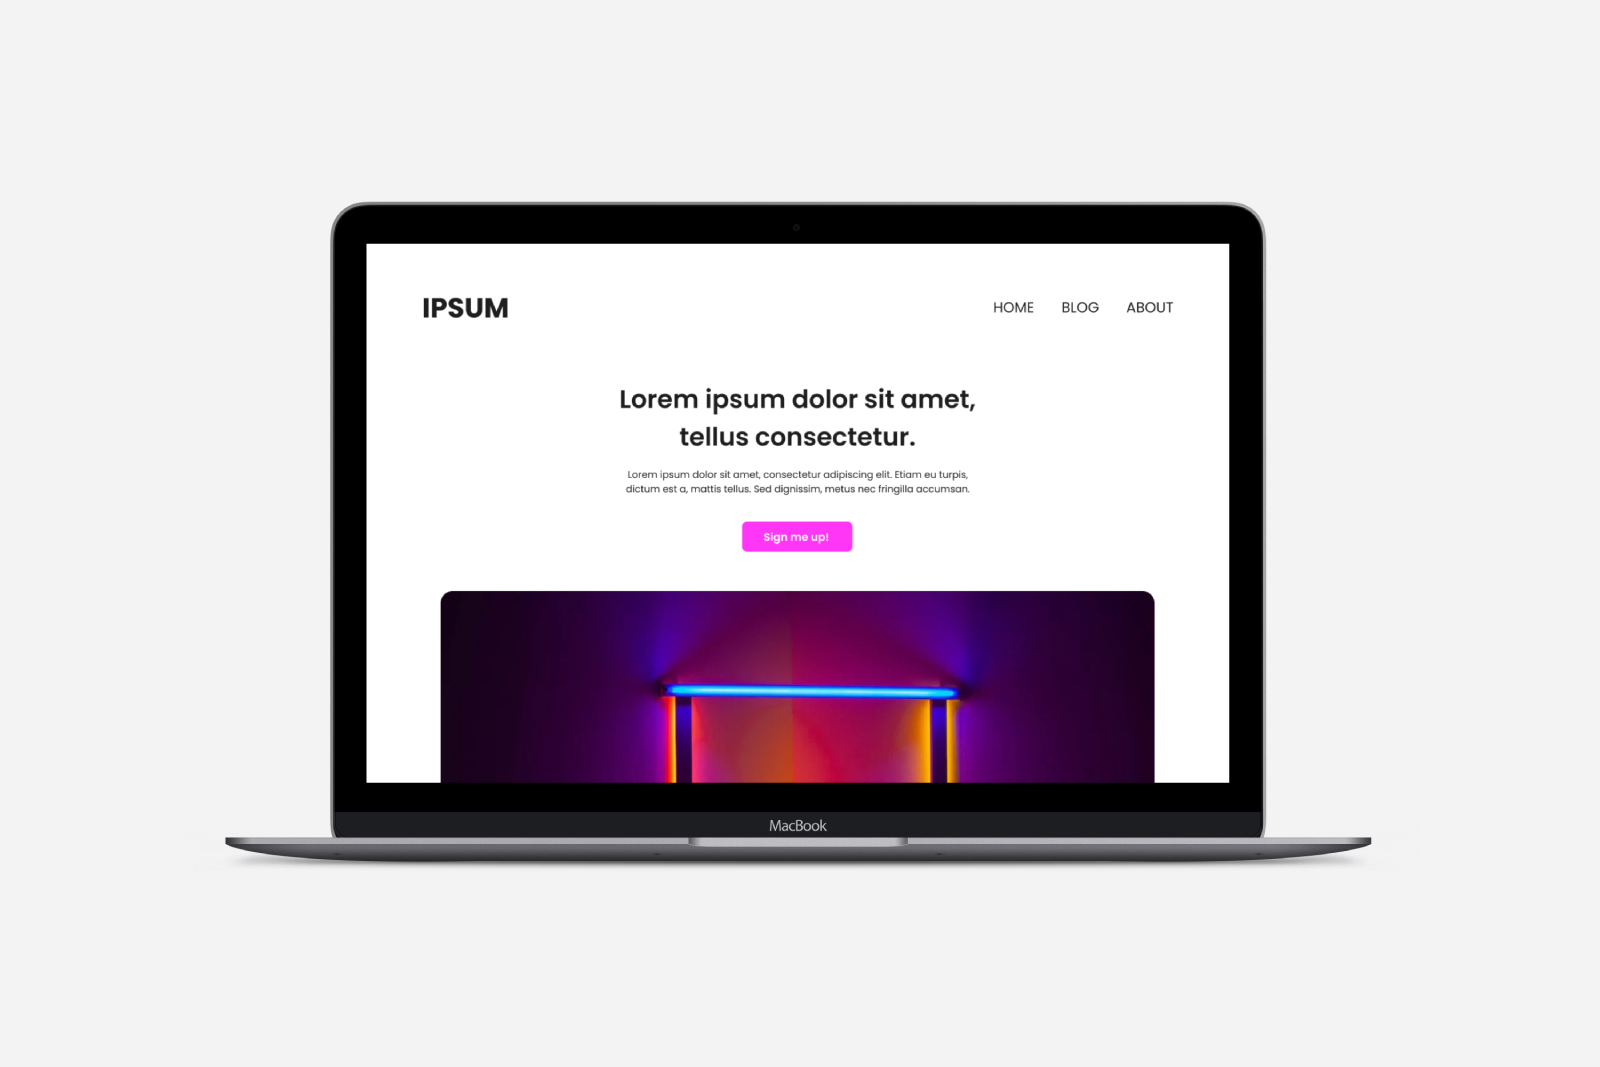 IPSUM
HOME BLOG ABOUT
Lorem ipsum dolor sit amet,
tellus consectetur.
Lorem ipsum dolor sit amet, consectetur adipiscing elit. Etiam eu turpis,
dictum est a, mattis tellus. Sed dignissim, metus nec fringilla accumsan.
Sign me up!
MacBook